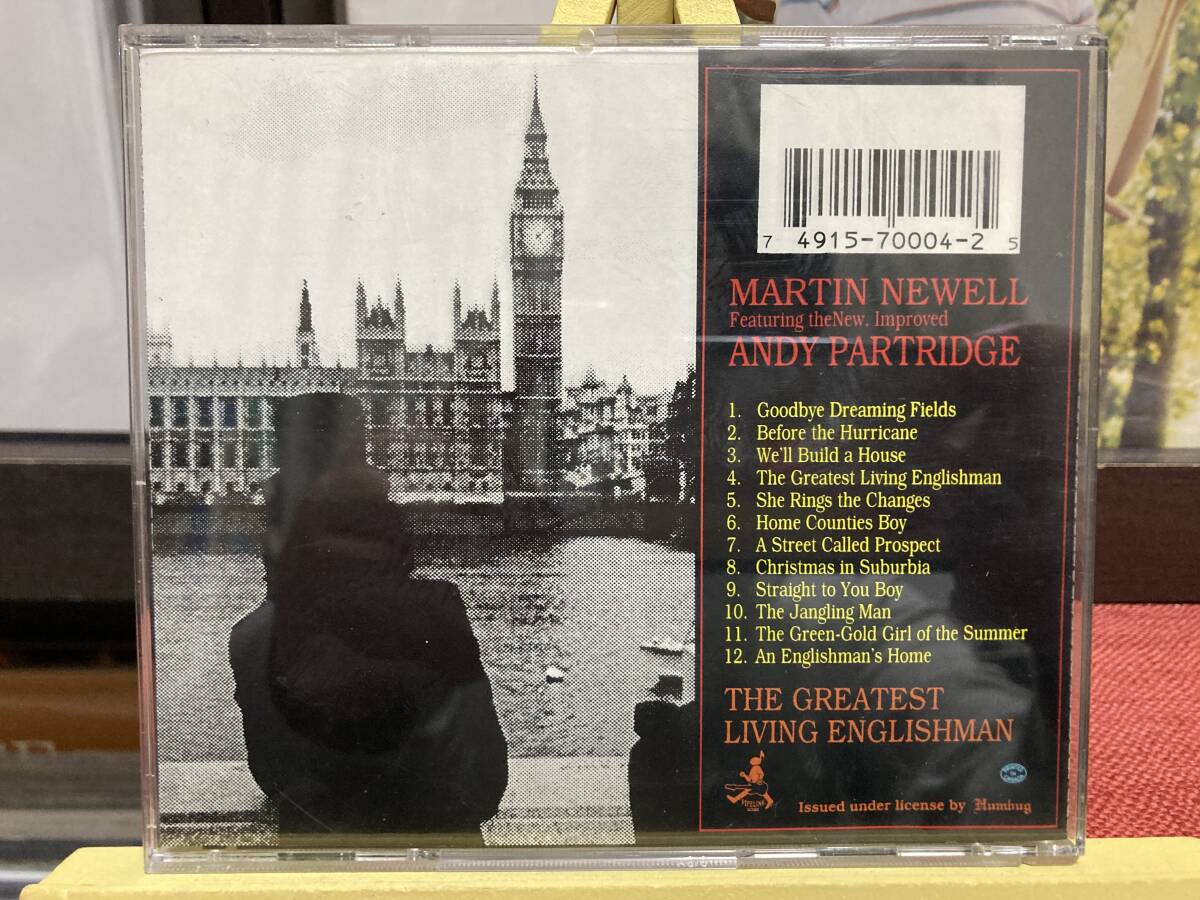 7 4915-70004-2 5
MARTIN NEWELL
Featuring theNew, Improved
ANDY PARTRIDGE
1. Goodbye Dreaming Fields
2. Before the Hurricane
3. We'll Build a House
4. The Greatest Living Englishman
5. She Rings the Changes
6. Home Counties Boy
7. A Street Called Prospect
8. Christmas in Suburbia
9. Straight to You Boy
10. The Jangling Man
11. The Green-Gold Girl of the Summer
12. An Englishman's Home
THE GREATEST
LIVING ENGLISHMAN
PIPELINE
Issued under license by Humbug